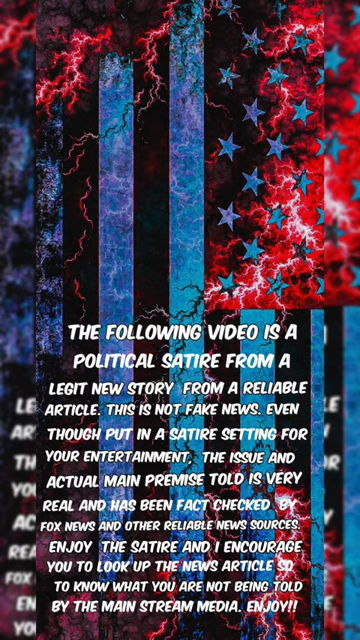 THE FOLLOWING VIDEO IS A
POLITICAL SATIRE FROM A
LEGIT NEW STORY FROM A RELIABLE
ARTICLE. THIS IS NOT FAKE NEWS. EVEN
THOUGH PUT IN A SATIRE SETTING FOR
YOUR ENTERTAINMENT. THE ISSUE AND
ACTUAL MAIN PREMISE TOLD IS VERY
REAL AND HAS BEEN FACT CHECKED BY
FOX NEWS AND OTHER RELIABLE NEWS SOURCES.
ENJOY THE SATIRE AND I ENCOURAGE
YOU TO LOOK UP THE NEWS ARTICLE SO
TO KNOW WHAT YOU ARE NOT BEING TOLD
BY THE MAIN STREAM MEDIA. ENJOY!!